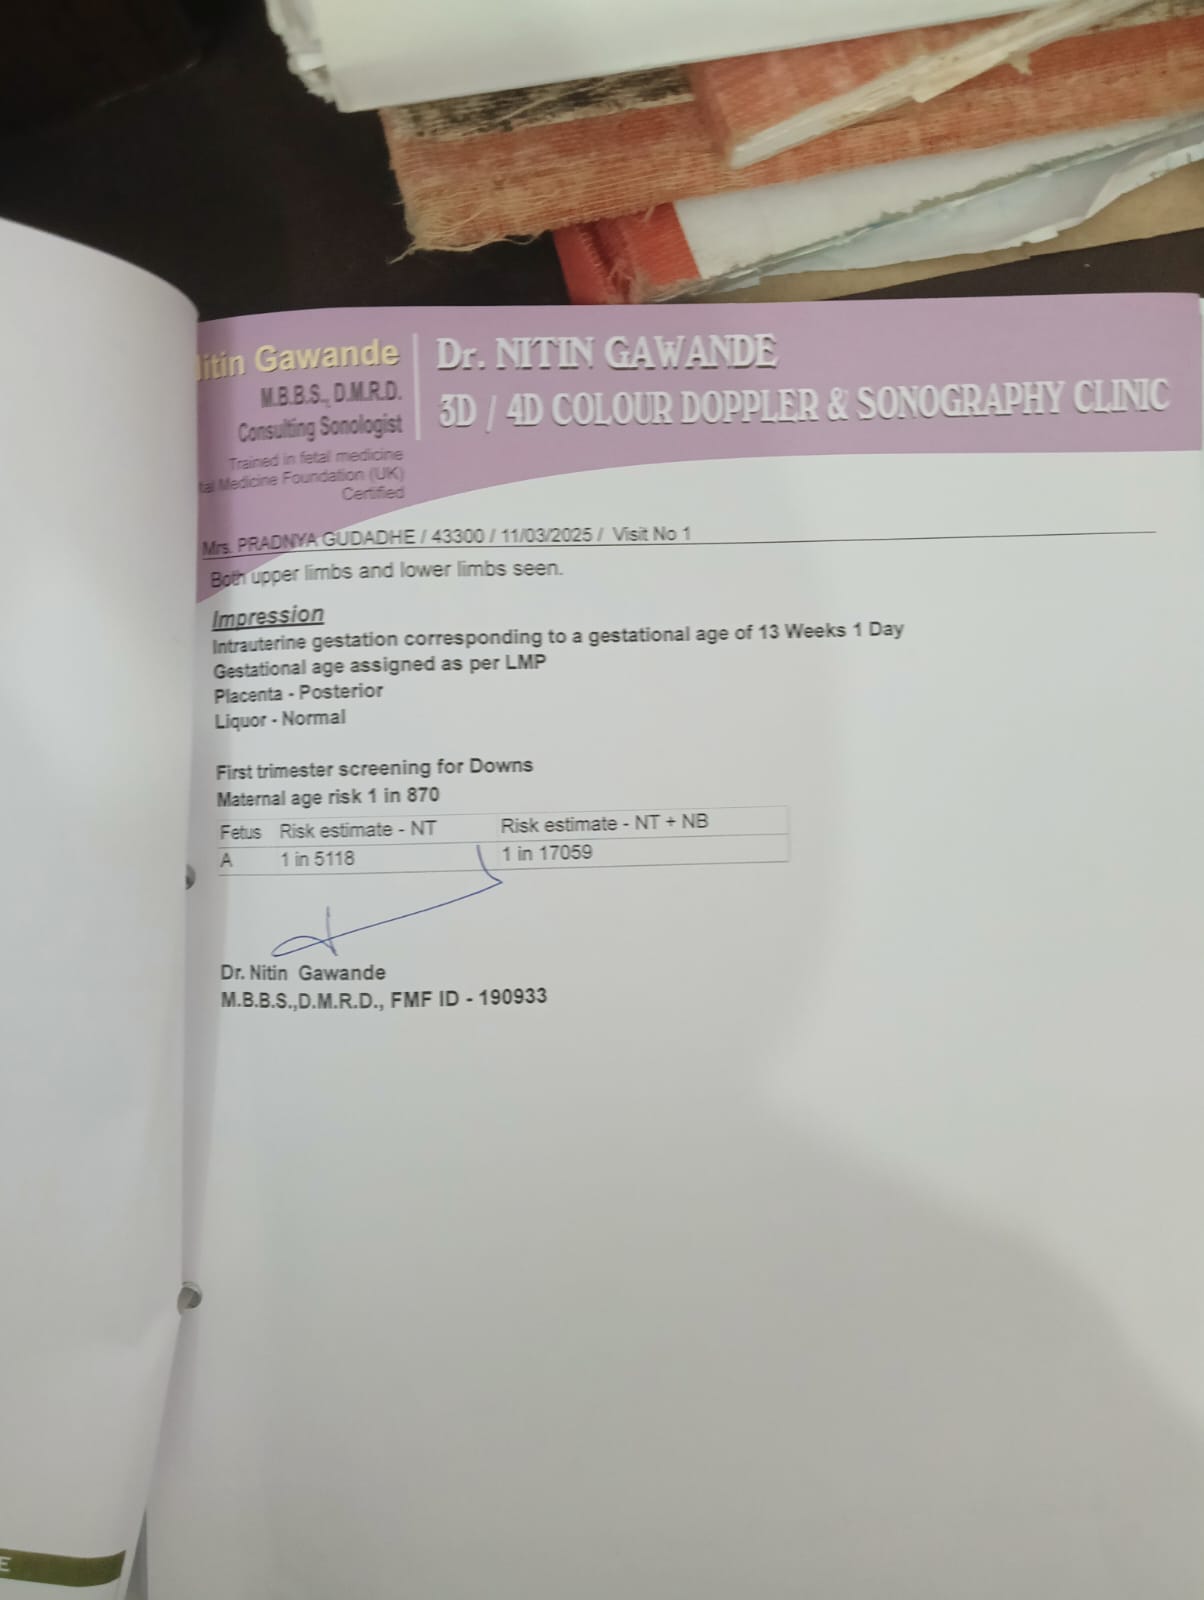 itin Gawande
M.B.B.S., D.M.R.D.
Consulting Sonologist
Trained in fetal medicine
tal Medicine Foundation (UK)
Certified
Dr. NITIN GAWANDE
3D / 4D COLOUR DOPPLER & SONOGRAPHY CLINIC
Mrs. PRADNYA GUDADHE / 43300 / 11/03/2025 / Visit No 1
Both upper limbs and lower limbs seen.
Impression
Intrauterine gestation corresponding to a gestational age of 13 Weeks 1 Day
Gestational age assigned as per LMP
Placenta - Posterior
Liquor - Normal
First trimester screening for Downs
Maternal age risk 1 in 870
Fetus Risk estimate - NT Risk estimate - NT + NB
A 1 in 5118 1 in 17059
Dr. Nitin Gawande
M.B.B.S.,D.M.R.D., FMF ID - 190933
E